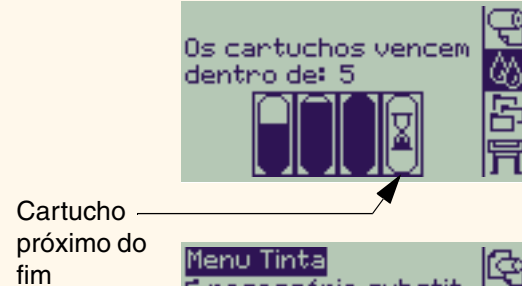 Os cartuchos vencem
dentro de: 5
Cartucho
próximo do
fim
Menu Tinta